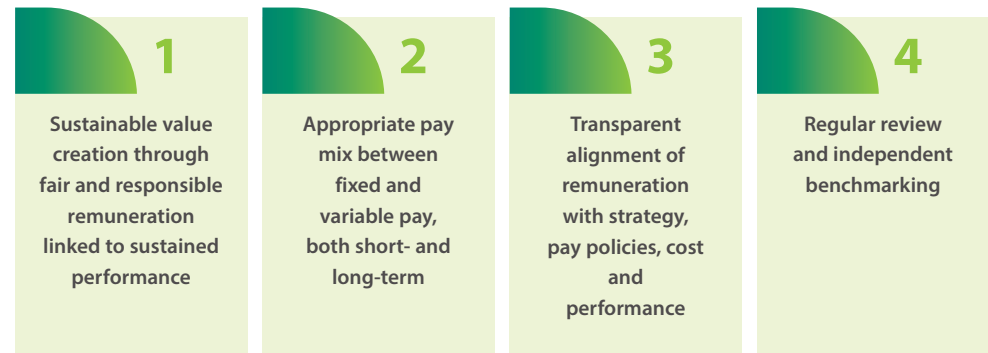 1
Sustainable value
creation through
fair and responsible
remuneration
linked to sustained
performance
2
Appropriate pay
mix between
fixed and
variable pay,
both short- and
long-term
3
Transparent
alignment of
remuneration
with strategy,
pay policies, cost
and
performance
4
Regular review
and independent
benchmarking